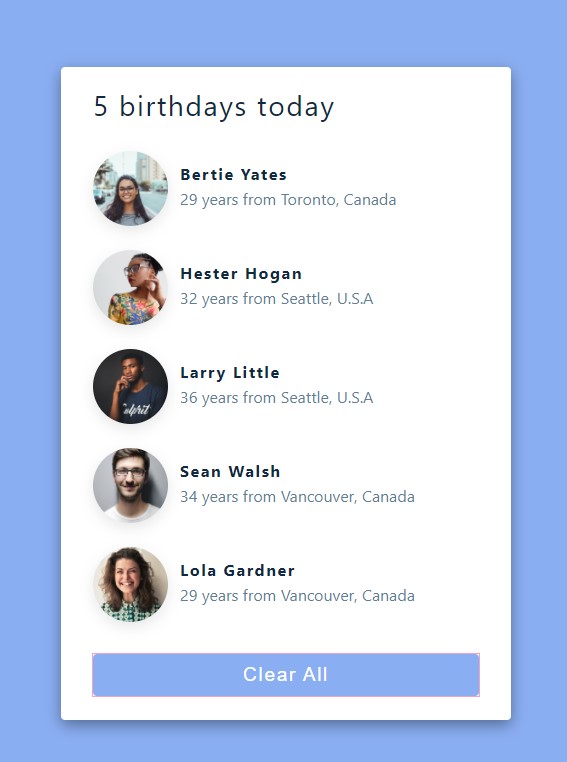 5 birthdays today
Bertie Yates
29 years from Toronto, Canada
Hester Hogan
32 years from Seattle, U.S.A
Larry Little
36 years from Seattle, U.S.A
Sean Walsh
34 years from Vancouver, Canada
Lola Gardner
29 years from Vancouver, Canada
Clear All